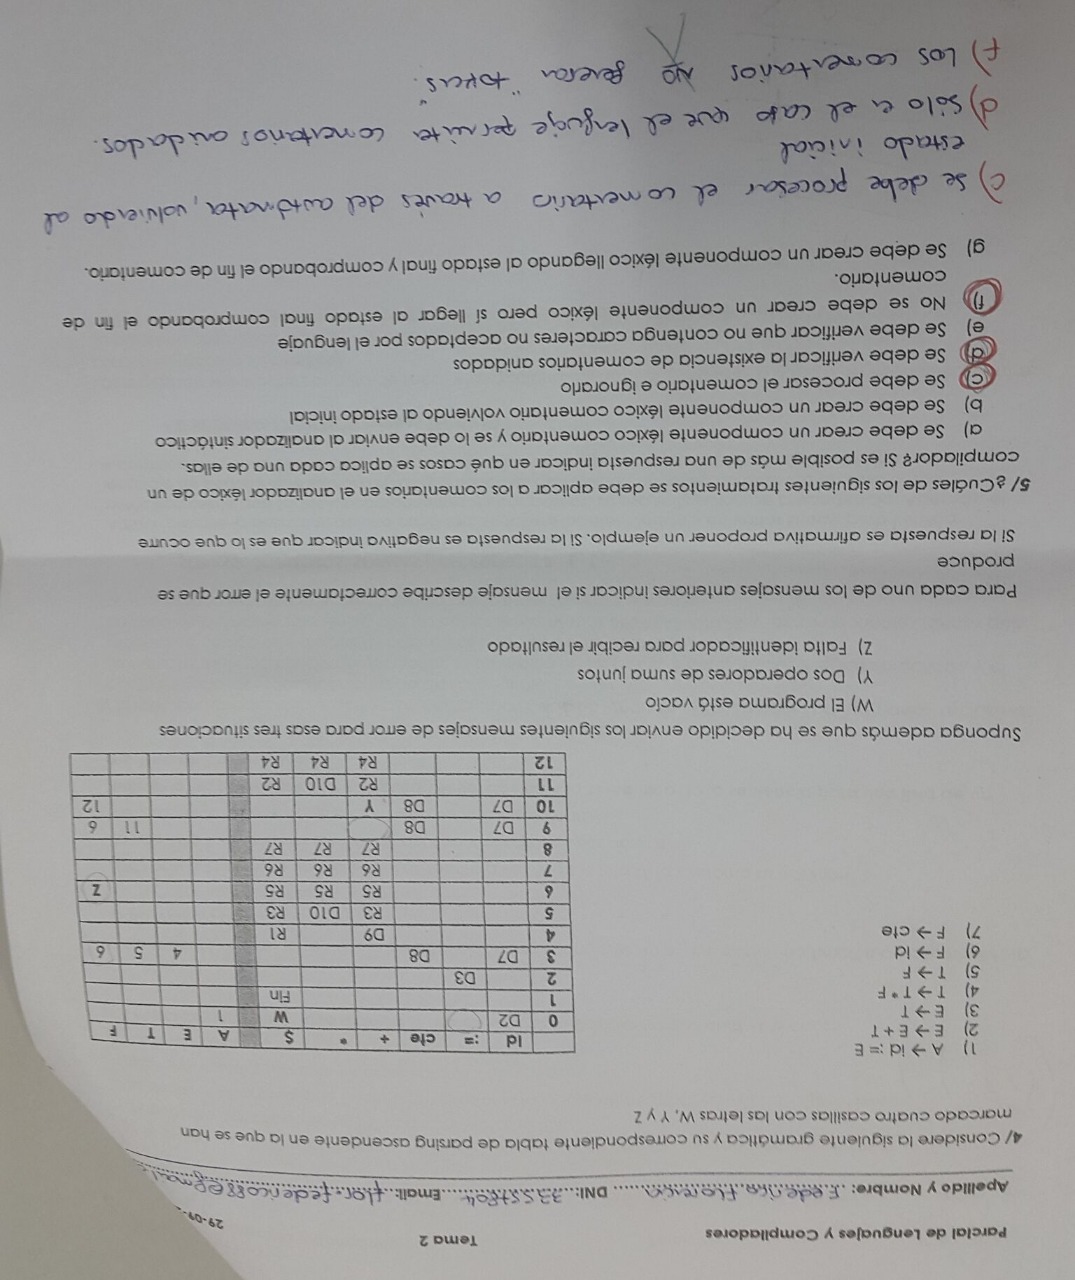 29-09-
Parcial de Lenguajes y Compiladores Tema 2
Apellido y Nombre: Federico, Florencia DNI: Email:
4/ Considere la siguiente gramática y su correspondiente tabla de parsing ascendente en la que se han
marcado cuatro casillas con las letras W, Y y Z
1) A → id := E
2) E → E + T
3) E → T
4) T → T * F
5) T → F
6) F → Id
7) F → cte
Id := cte + * $ A E T F
0 D2 W 1
1 Fin
2 D3
3 D7 D8 4 5 6
4 D9 R1
5 R3 D10 R3
6 R5 R5 R5 Z
7 R6 R6 R6
8 R7 R7 R7
9 D7 D8 11 6
10 D7 D8 Y 12
11 R2 D10 R2
12 R4 R4 R4
Suponga además que se ha decidido enviar los siguientes mensajes de error para esas tres situaciones
W) El programa está vacío
Y) Dos operadores de suma juntos
Z) Falta identificador para recibir el resultado
Para cada uno de los mensajes anteriores indicar si el mensaje describe correctamente el error que se
produce
Si la respuesta es afirmativa proponer un ejemplo. Si la respuesta es negativa indicar que es lo que ocurre
5/ ¿Cuáles de los siguientes tratamientos se debe aplicar a los comentarios en el analizador léxico de un
compilador? Si es posible más de una respuesta indicar en qué casos se aplica cada una de ellas.
a) Se debe crear un componente léxico comentario y se lo debe enviar al analizador sintáctico
b) Se debe crear un componente léxico comentario volviendo al estado inicial
c) Se debe procesar el comentario e ignorarlo
d) Se debe verificar la existencia de comentarios anidados
e) Se debe verificar que no contenga caracteres no aceptados por el lenguaje
f) No se debe crear un componente léxico pero sí llegar al estado final comprobando el fin de
comentario.
g) Se debe crear un componente léxico llegando al estado final y comprobando el fin de comentario.
c) se debe procesar el comentario a través del autómata, volviendo al
estado inicial
d) sólo en el caso que el lenguaje permita comentarios anidados.
f) Los comentarios NO generan "tokens".